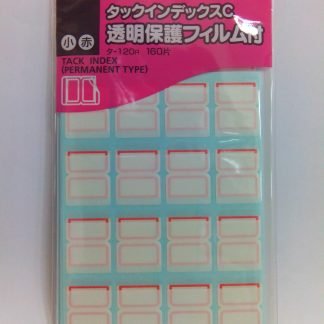 タックインデックスC
小 赤
透明保護フィルム付
タ-120R 160片
TACK INDEX
(PERMANENT TYPE)